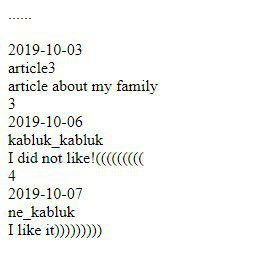 ......
2019-10-03
article3
article about my family
3
2019-10-06
kabluk_kabluk
I did not like!(((((((((
4
2019-10-07
ne_kabluk
I like it)))))))))